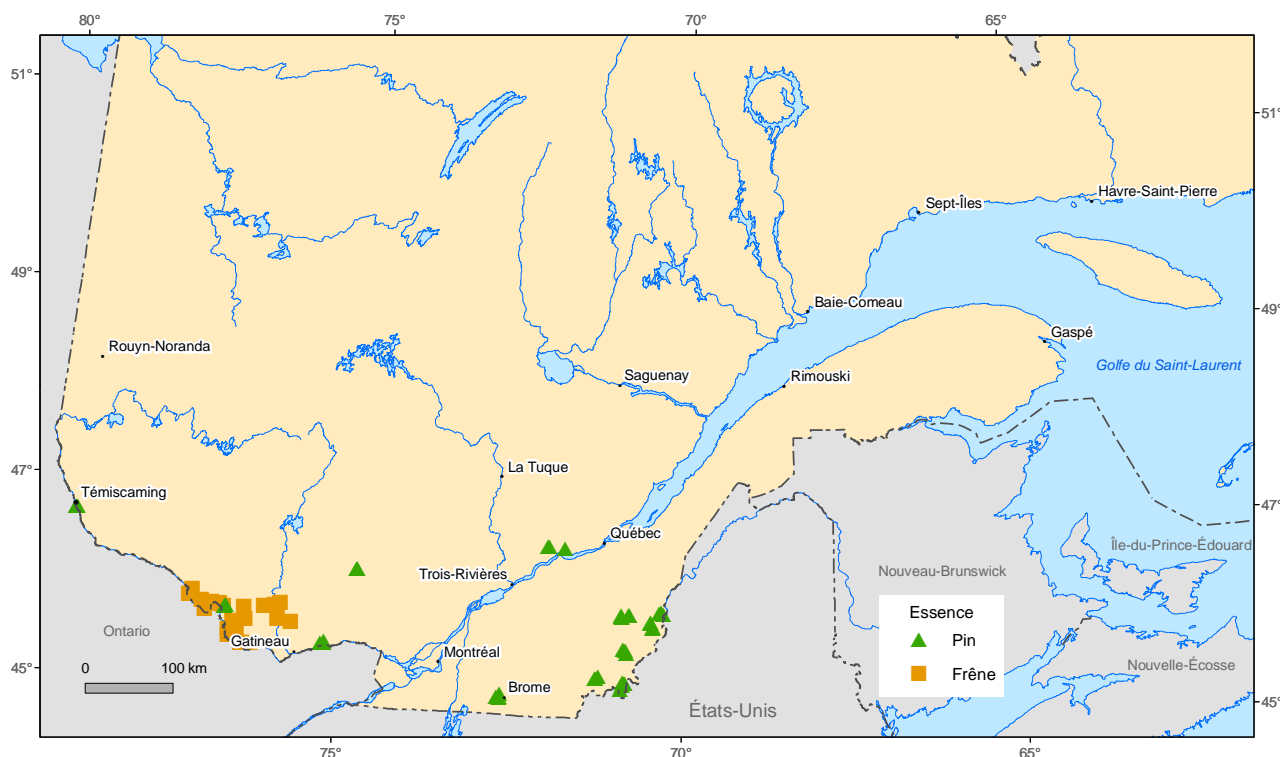 80° 75° 70° 65°
51°
51°
Havre-Saint-Pierre
Sept-Îles
49°
Baie-Comeau
49°
Gaspé
Rouyn-Noranda
Golfe du Saint-Laurent
Saguenay
Rimouski
47°
La Tuque
Témiscaming
47°
Québec
Île-du-Prince-Édouard
Trois-Rivières
Nouveau-Brunswick
Essence
Ontario
Gatineau
Pin
Montréal
45°
0 100 km
Nouvelle-Écosse
Frêne
Brome
45°
États-Unis
75° 70° 65°